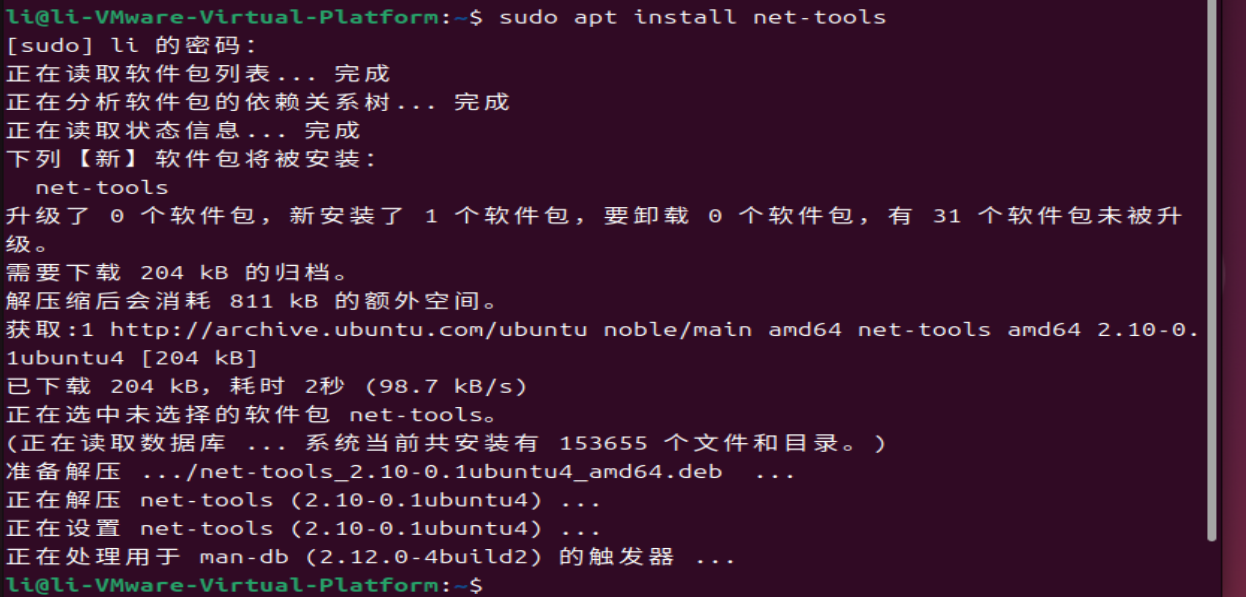 li@li-VMware-Virtual-Platform:~$ sudo apt install net-tools
[sudo] li 的密码：
正在读取软件包列表... 完成
正在分析软件包的依赖关系树... 完成
正在读取状态信息... 完成
下列【新】软件包将被安装：
  net-tools
升级了 0 个软件包，新安装了 1 个软件包，要卸载 0 个软件包，有 31 个软件包未被升
级。
需要下载 204 kB 的归档。
解压缩后会消耗 811 kB 的额外空间。
获取:1 http://archive.ubuntu.com/ubuntu noble/main amd64 net-tools amd64 2.10-0.
1ubuntu4 [204 kB]
已下载 204 kB，耗时 2秒 (98.7 kB/s)
正在选中未选择的软件包 net-tools。
(正在读取数据库 ... 系统当前共安装有 153655 个文件和目录。)
准备解压 .../net-tools_2.10-0.1ubuntu4_amd64.deb  ...
正在解压 net-tools (2.10-0.1ubuntu4) ...
正在设置 net-tools (2.10-0.1ubuntu4) ...
正在处理用于 man-db (2.12.0-4build2) 的触发器 ...
li@li-VMware-Virtual-Platform:~$